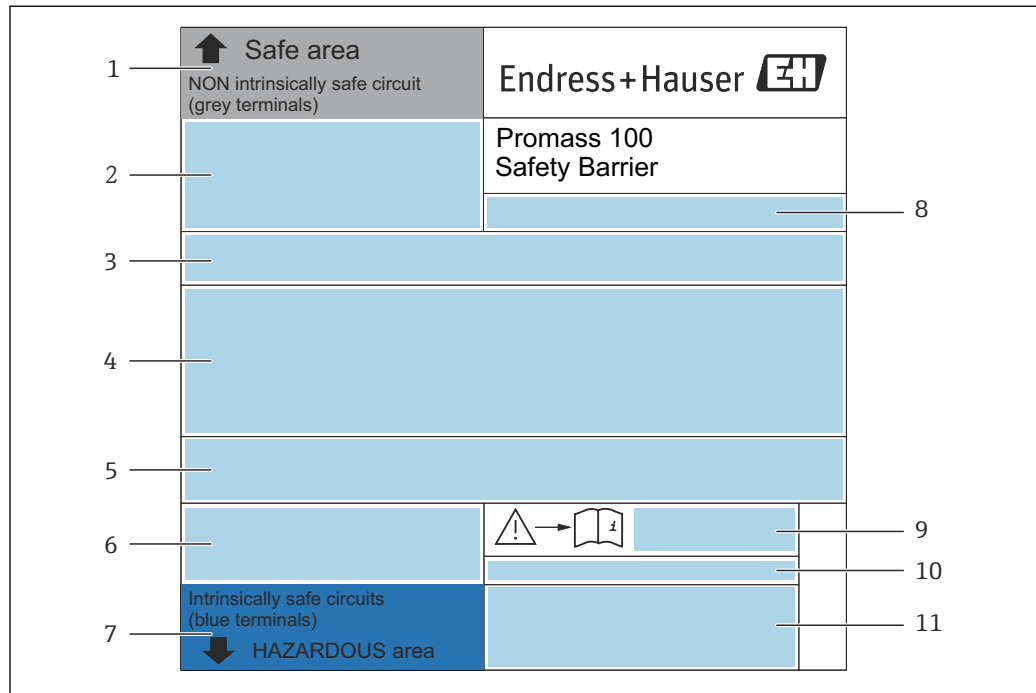 1
Safe area
NON intrinsically safe circuit
(grey terminals)
Endress+Hauser EH
Promass 100
Safety Barrier
2
8
3
4
5
6
i
9
10
Intrinsically safe circuits
(blue terminals)
7
HAZARDOUS area
11